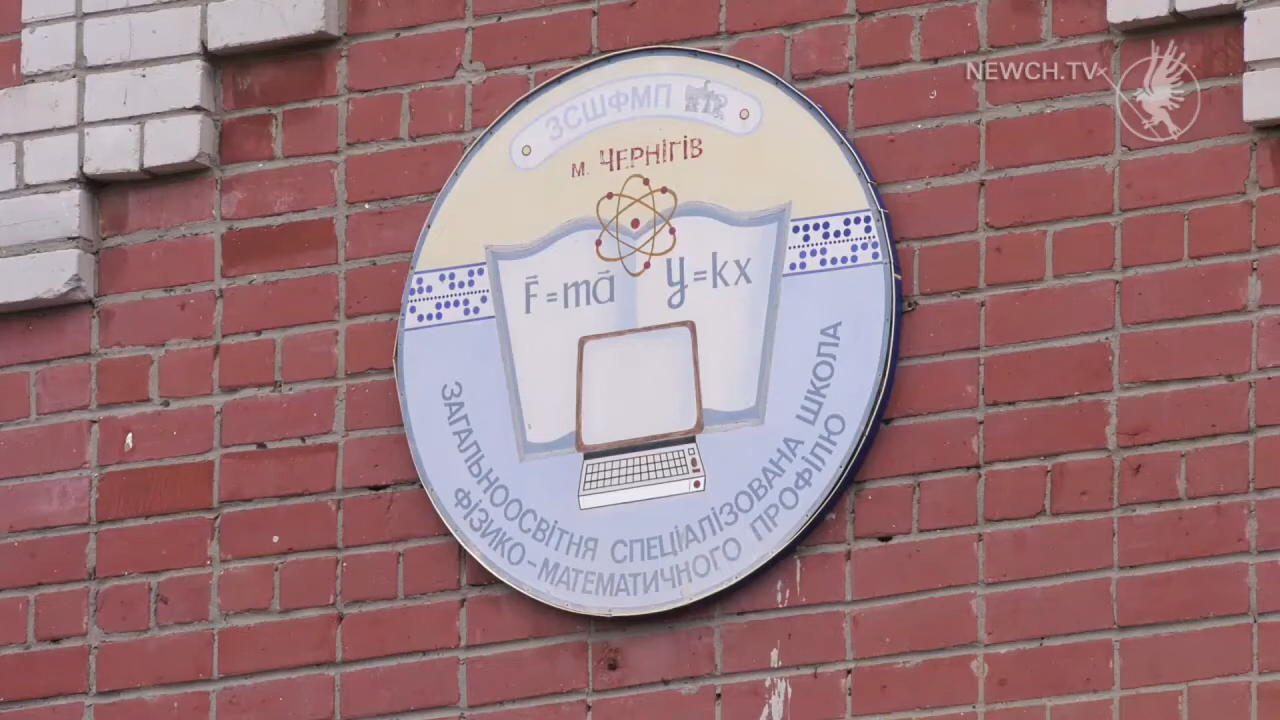 NEWCH.TV
ЗСШФМП
м. ЧЕРНІГІВ
F=ma
y=kx
ЗАГАЛЬНООСВІТНЯ СПЕЦІАЛІЗОВАНА ШКОЛА
ФІЗИКО-МАТЕМАТИЧНОГО ПРОФІЛЮ